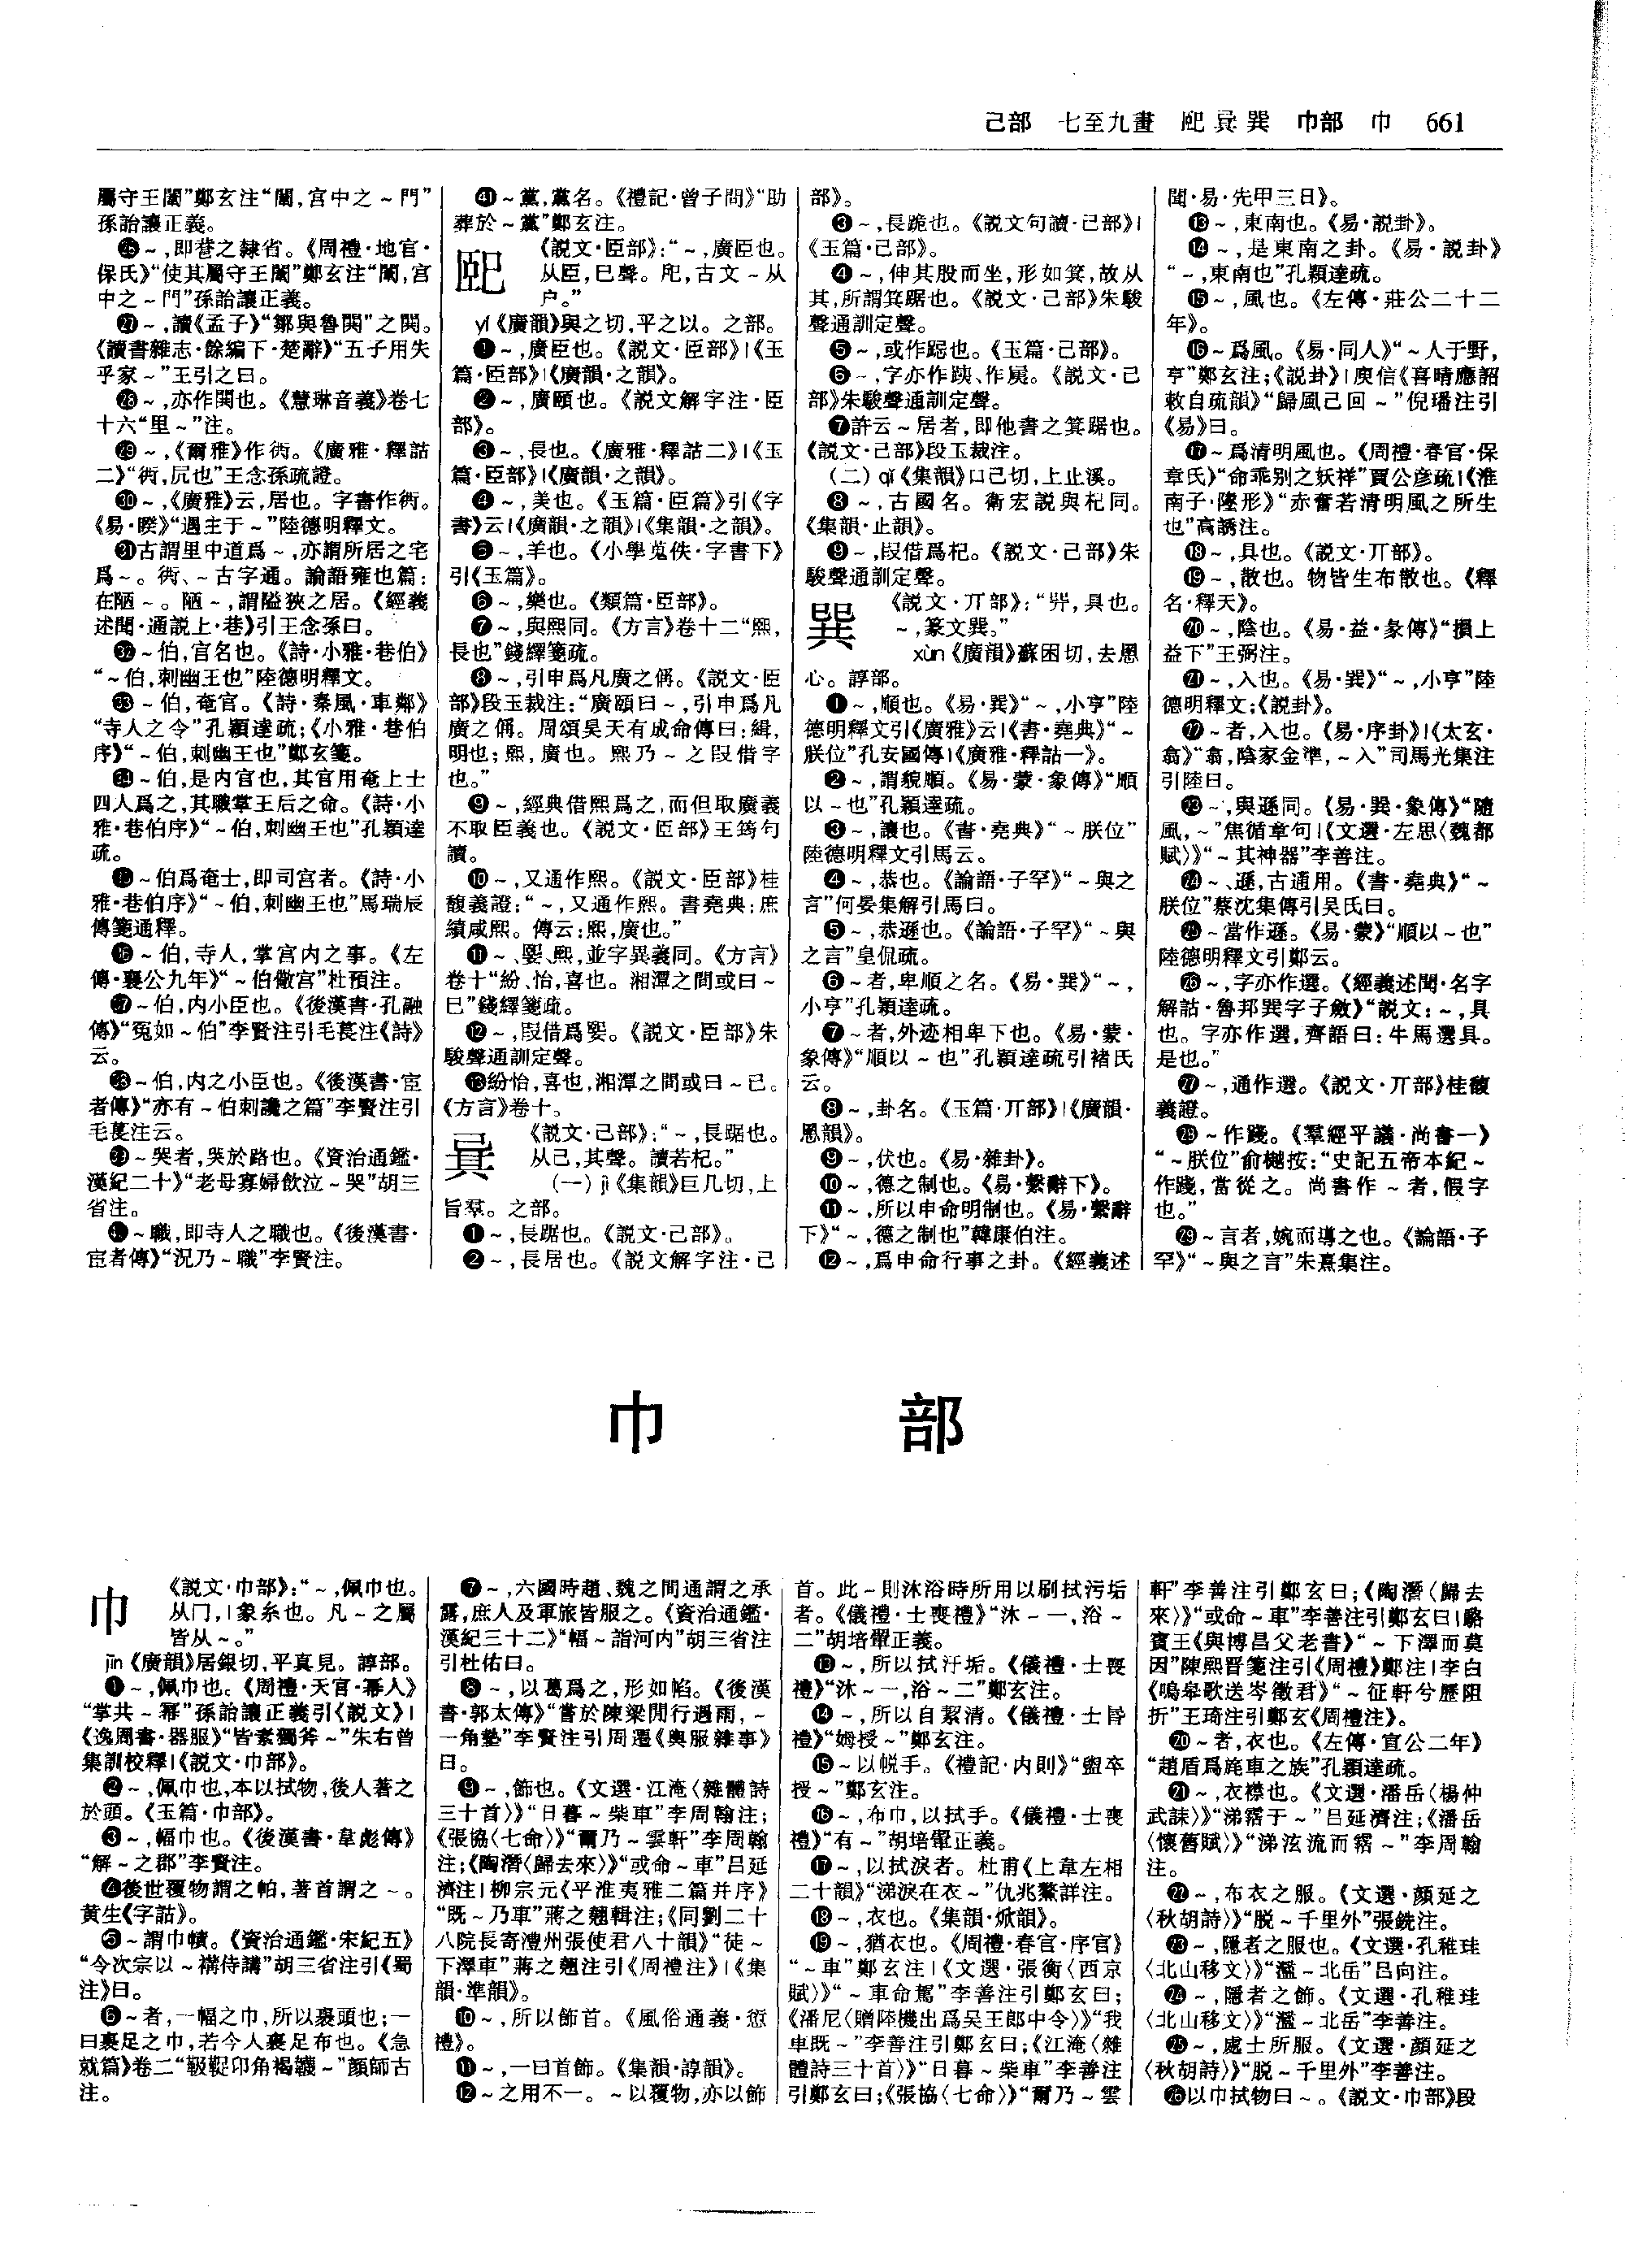 己部　七至九畫　巸㠱巽　巾部　巾　661
屬守王闈”鄭玄注“闈,宮中之~門”
孫詒讓正義。
㉖~,即𨞠之隸省。《周禮·地官·
保氏》“使其屬守王闈”鄭玄注“闈,宮
中之~門”孫詒讓正義。
㉗~,讀《孟子》“鄒與魯鬨”之鬨。
《讀書雜志·餘編下·楚辭》“五子用失
乎家~”王引之曰。
㉘~,亦作閧也。《慧琳音義》卷七
十六“里~”注。
㉙~,《爾雅》作衖。《廣雅·釋詁
二》“衖,凥也”王念孫疏證。
㉚~,《廣雅》云,居也。字書作衖。
《易·睽》“遇主于~”陸德明釋文。
㉛古謂里中道爲~,亦謂所居之宅
爲~。衖、~古字通。論語雍也篇:
在陋~。陋~,謂隘狹之居。《經義
述聞·通說上·巷》引王念孫曰。
㉜~伯,官名也。《詩·小雅·巷伯》
“~伯,刺幽王也”陸德明釋文。
㉝~伯,奄官。《詩·秦風·車鄰》
“寺人之令”孔穎達疏;《小雅·巷伯
序》“~伯,刺幽王也”鄭玄箋。
㉞~伯,是内官也,其官用奄上士
四人爲之,其職掌王后之命。《詩·小
雅·巷伯序》“~伯,刺幽王也”孔穎達
疏。
㉟~伯爲奄士,即司宮者。《詩·小
雅·巷伯序》“~伯,刺幽王也”馬瑞辰
傳箋通釋。
㊱~伯,寺人,掌宮内之事。《左
傳·襄公九年》“~伯儆宮”杜預注。
㊲~伯,内小臣也。《後漢書·孔融
傳》“冤如~伯”李賢注引毛萇注《詩》
云。
㊳~伯,内之小臣也。《後漢書·宦
者傳》“亦有~伯刺讒之篇”李賢注引
毛萇注云。
㊴~哭者,哭於路也。《資治通鑑·
漢紀二十》“老母寡婦飲泣~哭”胡三
省注。
㊵~職,即寺人之職也。《後漢書·
宦者傳》“況乃~職”李賢注。
㊶~黨,黨名。《禮記·曾子問》“助
葬於~黨”鄭玄注。
巸
《說文·𦣞部》:“~,廣𦣞也。
从𦣞,巳聲。𢨪,古文~从
户。”
yí《廣韻》與之切,平之以。之部。
❶~,廣𦣞也。《說文·𦣞部》|《玉
篇·𦣞部》|《廣韻·之韻》。
❷~,廣頤也。《說文解字注·𦣞
部》。
❸~,長也。《廣雅·釋詁二》|《玉
篇·𦣞部》|《廣韻·之韻》。
❹~,美也。《玉篇·𦣞篇》引《字
書》云|《廣韻·之韻》|《集韻·之韻》。
❺~,羊也。《小學蒐佚·字書下》
引《玉篇》。
❻~,樂也。《類篇·𦣞部》。
❼~,與熙同。《方言》卷十二“熙,
長也”錢繹箋疏。
❽~,引申爲凡廣之偁。《說文·𦣞
部》段玉裁注:“廣頤曰~,引申爲凡
廣之偁。周頌昊天有成命傳曰:緝,
明也;熙,廣也。熙乃~之叚借字
也。”
❾~,經典借熙爲之,而但取廣義
不取𦣞義也。《說文·𦣞部》王筠句
讀。
❿~,又通作熙。《說文·𦣞部》桂
馥義證:“~,又通作熙。書堯典:庶
績咸熙。傳云:熙,廣也。”
⓫~、媐、熙,並字異義同。《方言》
卷十“紛、怡,喜也。湘潭之間或曰~
巳”錢繹箋疏。
⓬~,叚借爲媐。《說文·𦣞部》朱
駿聲通訓定聲。
⓭紛怡,喜也,湘潭之間或曰~已。
《方言》卷十。
㠱
《說文·己部》:“~,長踞也。
从己,其聲。讀若杞。”
(一) jì《集韻》巨几切,上
旨羣。之部。
❶~,長踞也。《說文·己部》。
❷~,長居也。《說文解字注·己
部》。
❸~,長跪也。《說文句讀·己部》|
《玉篇·己部》。
❹~,伸其股而坐,形如箕,故从
其,所謂箕踞也。《說文·己部》朱駿
聲通訓定聲。
❺~,或作跽也。《玉篇·己部》。
❻~,字亦作䟸、作屐。《說文·己
部》朱駿聲通訓定聲。
❼許云~居者,即他書之箕踞也。
《說文·己部》段玉裁注。
(二) qǐ《集韻》口己切,上止溪。
❽~,古國名。衛宏說與杞同。
《集韻·止韻》。
❾~,叚借爲杞。《說文·己部》朱
駿聲通訓定聲。
巽
《說文·丌部》:“㢲,具也。
~,篆文巽。”
xùn《廣韻》蘇困切,去慁
心。諄部。
❶~,順也。《易·巽》“~,小亨”陸
德明釋文引《廣雅》云|《書·堯典》“~
朕位”孔安國傳|《廣雅·釋詁一》。
❷~,謂貌順。《易·蒙·象傳》“順
以~也”孔穎達疏。
❸~,讓也。《書·堯典》“~朕位”
陸德明釋文引馬云。
❹~,恭也。《論語·子罕》“~與之
言”何晏集解引馬曰。
❺~,恭遜也。《論語·子罕》“~與
之言”皇侃疏。
❻~者,卑順之名。《易·巽》“~,
小亨”孔穎達疏。
❼~者,外迹相卑下也。《易·蒙·
象傳》“順以~也”孔穎達疏引褚氏
云。
❽~,卦名。《玉篇·丌部》|《廣韻·
慁韻》。
❾~,伏也。《易·雜卦》。
❿~,德之制也。《易·繫辭下》。
⓫~,所以申命明制也。《易·繫辭
下》“~,德之制也”韓康伯注。
⓬~,爲申命行事之卦。《經義述
聞·易·先甲三日》。
⓭~,東南也。《易·說卦》。
⓮~,是東南之卦。《易·說卦》
“~,東南也”孔穎達疏。
⓯~,風也。《左傳·莊公二十二
年》。
⓰~爲風。《易·同人》“~人于野,
亨”鄭玄注;《說卦》|庾信《喜晴應詔
敕自疏韻》“歸風已回~”倪璠注引
《易》曰。
⓱~爲清明風也。《周禮·春官·保
章氏》“命乖别之妖祥”賈公彦疏|《淮
南子·墬形》“赤奮若清明風之所生
也”高誘注。
⓲~,具也。《說文·丌部》。
⓳~,散也。物皆生布散也。《釋
名·釋天》。
⓴~,陰也。《易·益·彖傳》“損上
益下”王弼注。
㉑~,入也。《易·巽》“~,小亨”陸
德明釋文;《說卦》。
㉒~者,入也。《易·序卦》|《太玄·
翕》“翕,陰家金準,~入”司馬光集注
引陸曰。
㉓~,與遜同。《易·巽·象傳》“隨
風,~”焦循章句|《文選·左思〈魏都
賦〉》“~其神器”李善注。
㉔~、遜,古通用。《書·堯典》“~
朕位”蔡沈集傳引吴氏曰。
㉕~當作遜。《易·蒙》“順以~也”
陸德明釋文引鄭云。
㉖~,字亦作選。《經義述聞·名字
解詁·魯邦巽字子斂》“說文:~,具
也。字亦作選,齊語曰:牛馬選具。
是也。”
㉗~,通作選。《說文·丌部》桂馥
義證。
㉘~作踐。《羣經平議·尚書一》
“~朕位”俞樾按:“史記五帝本紀~
作踐,當從之。尚書作~者,假字
也。”
㉙~言者,婉而導之也。《論語·子
罕》“~與之言”朱熹集注。
巾　部
巾
《說文·巾部》:“~,佩巾也。
从冂,丨象糸也。凡~之屬
皆从~。”
jīn《廣韻》居銀切,平真見。諄部。
❶~,佩巾也。《周禮·天官·冪人》
“掌共~冪”孫詒讓正義引《說文》|
《逸周書·器服》“皆素獨斧~”朱右曾
集訓校釋|《說文·巾部》。
❷~,佩巾也,本以拭物,後人著之
於頭。《玉篇·巾部》。
❸~,幅巾也。《後漢書·韋彪傳》
“解~之郡”李賢注。
❹後世覆物謂之帕,著首謂之~。
黄生《字詁》。
❺~謂巾幘。《資治通鑑·宋紀五》
“令次宗以~褠侍講”胡三省注引《蜀
注》曰。
❻~者,一幅之巾,所以裹頭也;一
曰裹足之巾,若今人裹足布也。《急
就篇》卷二“靸鞮卬角褐韤~”顔師古
注。
❼~,六國時趙、魏之間通謂之承
露,庶人及軍旅皆服之。《資治通鑑·
漢紀三十二》“幅~詣河内”胡三省注
引杜佑曰。
❽~,以葛爲之,形如㡊。《後漢
書·郭太傳》“嘗於陳梁閒行遇雨,~
一角墊”李賢注引周遷《輿服雜事》
曰。
❾~,飾也。《文選·江淹〈雜體詩
三十首〉》“日暮~柴車”李周翰注;
《張協〈七命〉》“爾乃~雲軒”李周翰
注;《陶潛〈歸去來〉》“或命~車”吕延
濟注|柳宗元《平淮夷雅二篇并序》
“既~乃車”蔣之翹輯注;《同劉二十
八院長寄澧州張使君八十韻》“徒~
下澤車”蔣之翹注引《周禮注》|《集
韻·準韻》。
❿~,所以飾首。《風俗通義·愆
禮》。
⓫~,一曰首飾。《集韻·諄韻》。
⓬~之用不一。~以覆物,亦以飾
首。此~則沐浴時所用以刷拭污垢
者。《儀禮·士喪禮》“沐~一,浴~
二”胡培翬正義。
⓭~,所以拭汙垢。《儀禮·士喪
禮》“沐~一,浴~二”鄭玄注。
⓮~,所以自絜清。《儀禮·士昏
禮》“姆授~”鄭玄注。
⓯~以帨手。《禮記·内則》“盥卒
授~”鄭玄注。
⓰~,布巾,以拭手。《儀禮·士喪
禮》“有~”胡培翬正義。
⓱~,以拭淚者。杜甫《上韋左相
二十韻》“涕淚在衣~”仇兆鰲詳注。
⓲~,衣也。《集韻·焮韻》。
⓳~,猶衣也。《周禮·春官·序官》
“~車”鄭玄注|《文選·張衡〈西京
賦〉》“~車命駕”李善注引鄭玄曰;
《潘尼〈贈陸機出爲吴王郎中令〉》“我
車既~”李善注引鄭玄曰;《江淹〈雜
體詩三十首〉》“日暮~柴車”李善注
引鄭玄曰;《張協〈七命〉》“爾乃~雲
軒”李善注引鄭玄曰;《陶潛〈歸去
來〉》“或命~車”李善注引鄭玄曰|駱
賓王《與博昌父老書》“~下澤而莫
因”陳熙晋箋注引《周禮》鄭注|李白
《鳴皋歌送岑徵君》“~征軒兮歷阻
折”王琦注引鄭玄《周禮注》。
⓴~者,衣也。《左傳·宣公二年》
“趙盾爲旄車之族”孔穎達疏。
㉑~,衣襟也。《文選·潘岳〈楊仲
武誄〉》“涕霑于~”吕延濟注;《潘岳
〈懷舊賦〉》“涕泫流而霑~”李周翰
注。
㉒~,布衣之服。《文選·顔延之
〈秋胡詩〉》“脱~千里外”張銑注。
㉓~,隱者之服也。《文選·孔稚珪
〈北山移文〉》“濫~北岳”吕向注。
㉔~,隱者之飾。《文選·孔稚珪
〈北山移文〉》“濫~北岳”李善注。
㉕~,處士所服。《文選·顔延之
〈秋胡詩〉》“脱~千里外”李善注。
㉖以巾拭物曰~。《說文·巾部》段